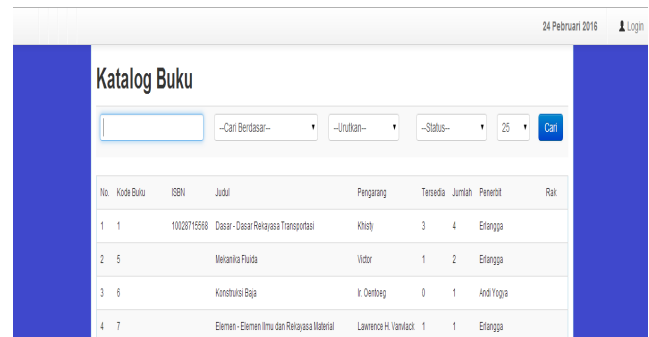 24 Pebruari 2016 Login
Katalog Buku
--Cari Berdasar-- --Urutkan-- --Status-- 25 Cari
No. Kode Buku ISBN Judul Pengarang Tersedia Jumlah Penerbit Rak
1 1 10028715568 Dasar - Dasar Rekayasa Transportasi Khisty 3 4 Erlangga
2 5 Mekanika Fluida Victor 1 2 Erlangga
3 6 Konstruksi Baja Ir. Oentoeg 0 1 Andi Yogya
4 7 Elemen - Elemen Ilmu dan Rekayasa Material Lawrence H. Vanvlack 1 1 Erlangga